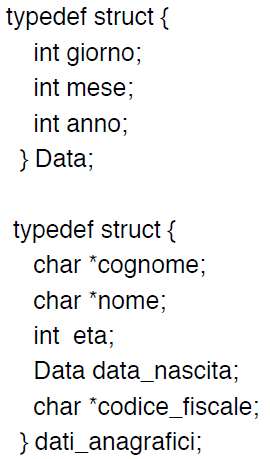 typedef struct {
int giorno;
int mese;
int anno;
} Data;
typedef struct {
char *cognome;
char *nome;
int eta;
Data data_nascita;
char *codice_fiscale;
} dati_anagrafici;